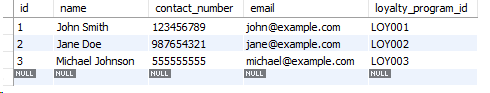 id name contact_number email loyalty_program_id
1 John Smith 123456789 john@example.com LOY001
2 Jane Doe 987654321 jane@example.com LOY002
3 Michael Johnson 555555555 michael@example.com LOY003
NULL NULL NULL NULL NULL